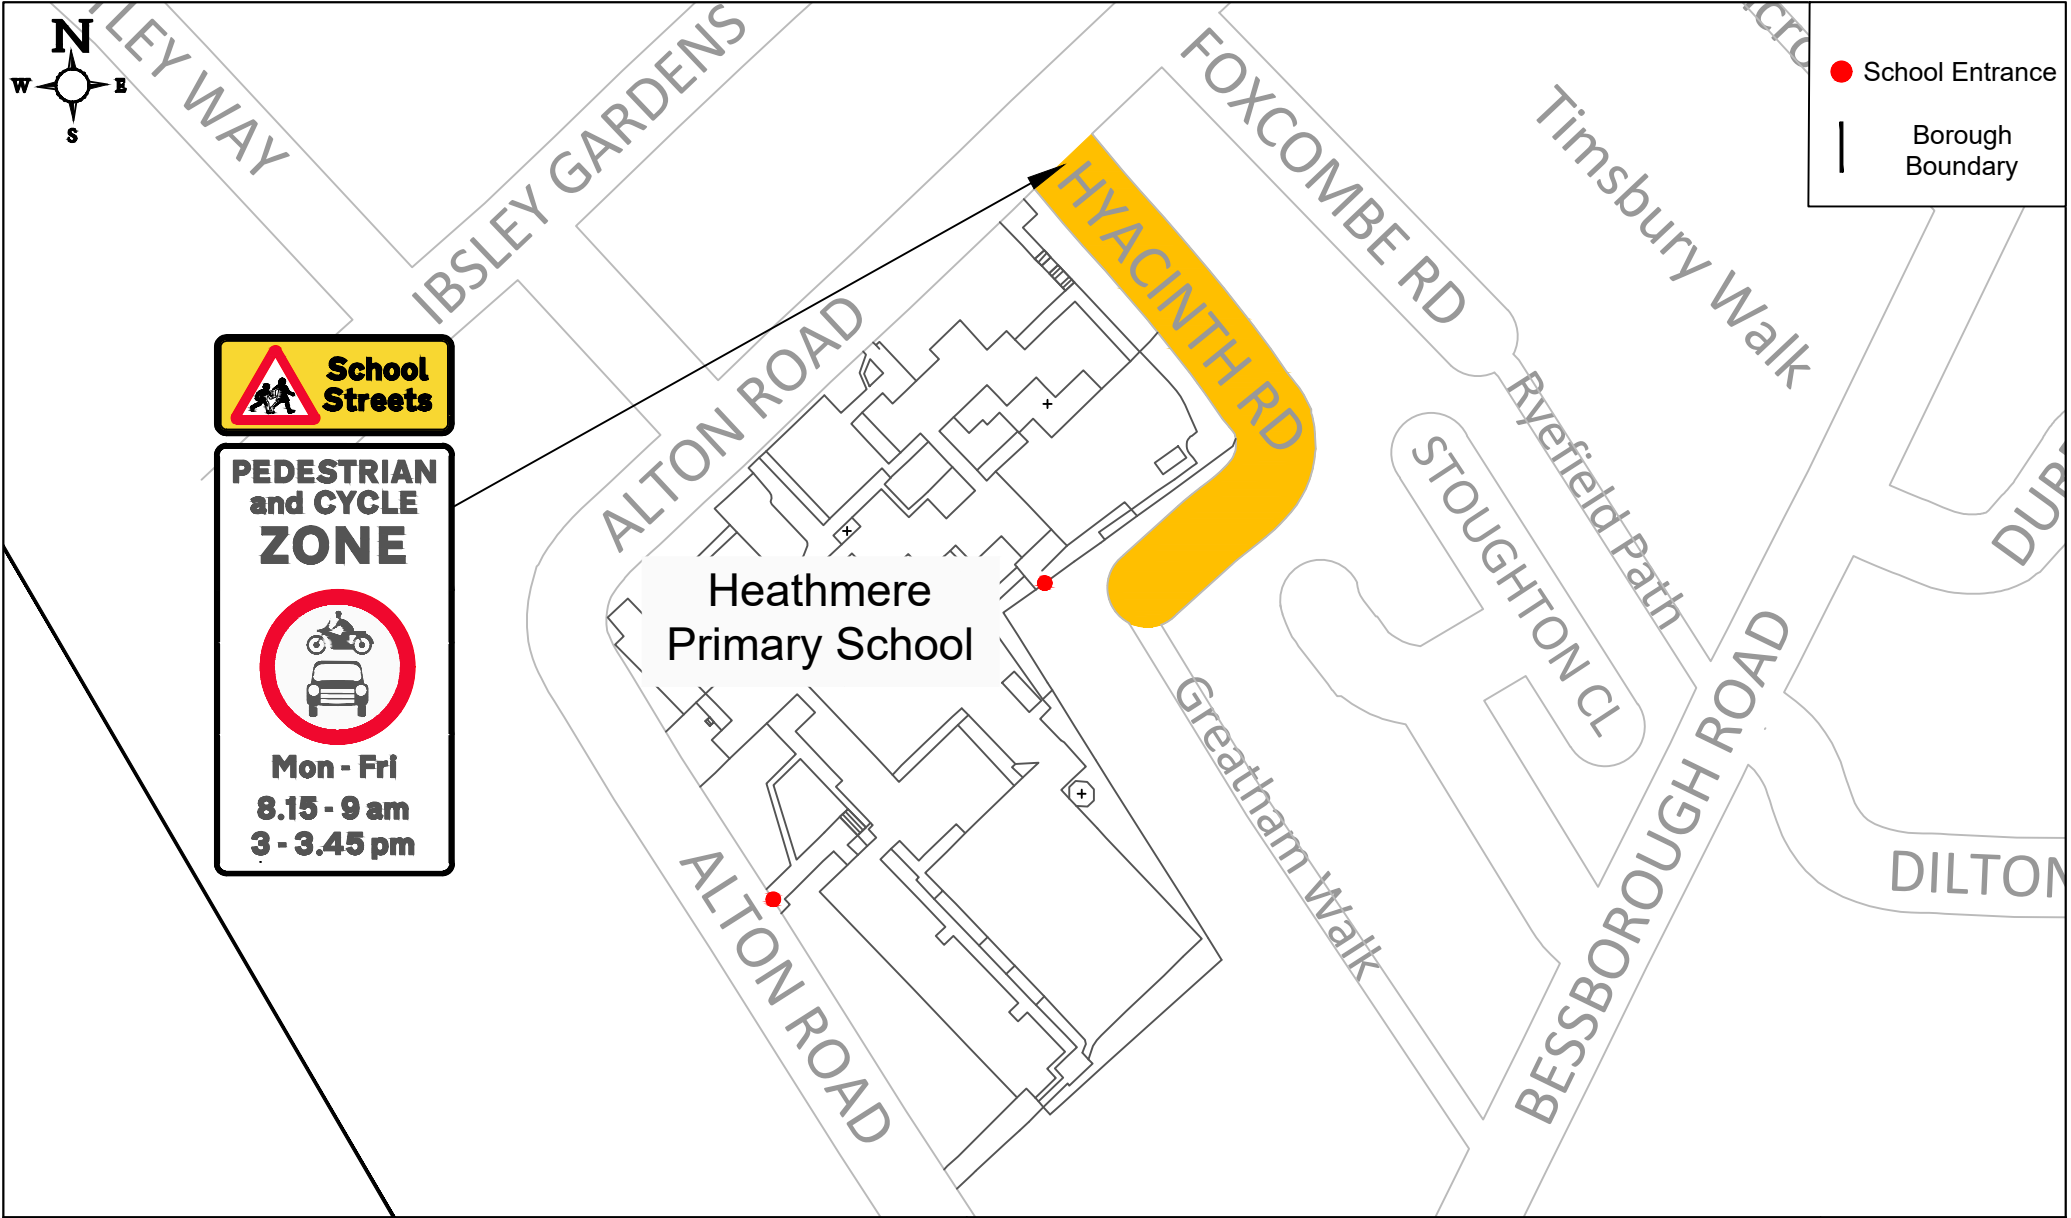 N
W
E
S
TLEY WAY
IBSLEY GARDENS
FOXCOMBE RD
Timsbury Walk
School Entrance
Borough
Boundary
HYACINTH RD
ALTON ROAD
School
Streets
PEDESTRIAN
and CYCLE
ZONE
Mon - Fri
8.15 - 9 am
3 - 3.45 pm
Heathmere
Primary School
Ryefield Path
STOUGHTON CL
Greatham Walk
BESSBOROUGH ROAD
DILTON
ALTON ROAD